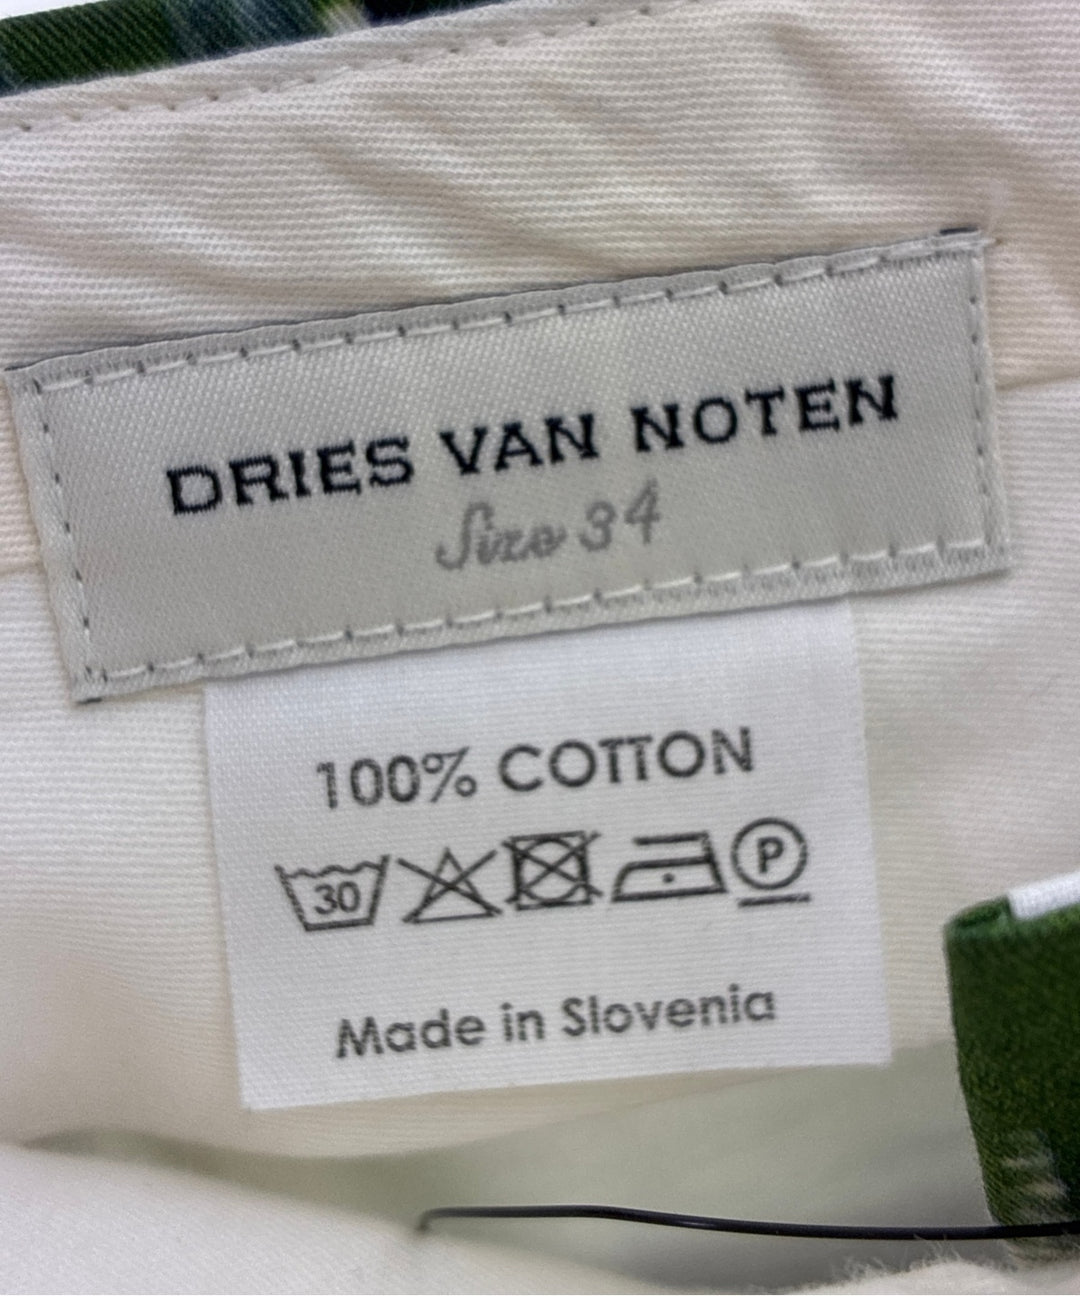 DRIES VAN NOTEN
Size 34
100% COTTON
30 P
Made in Slovenia